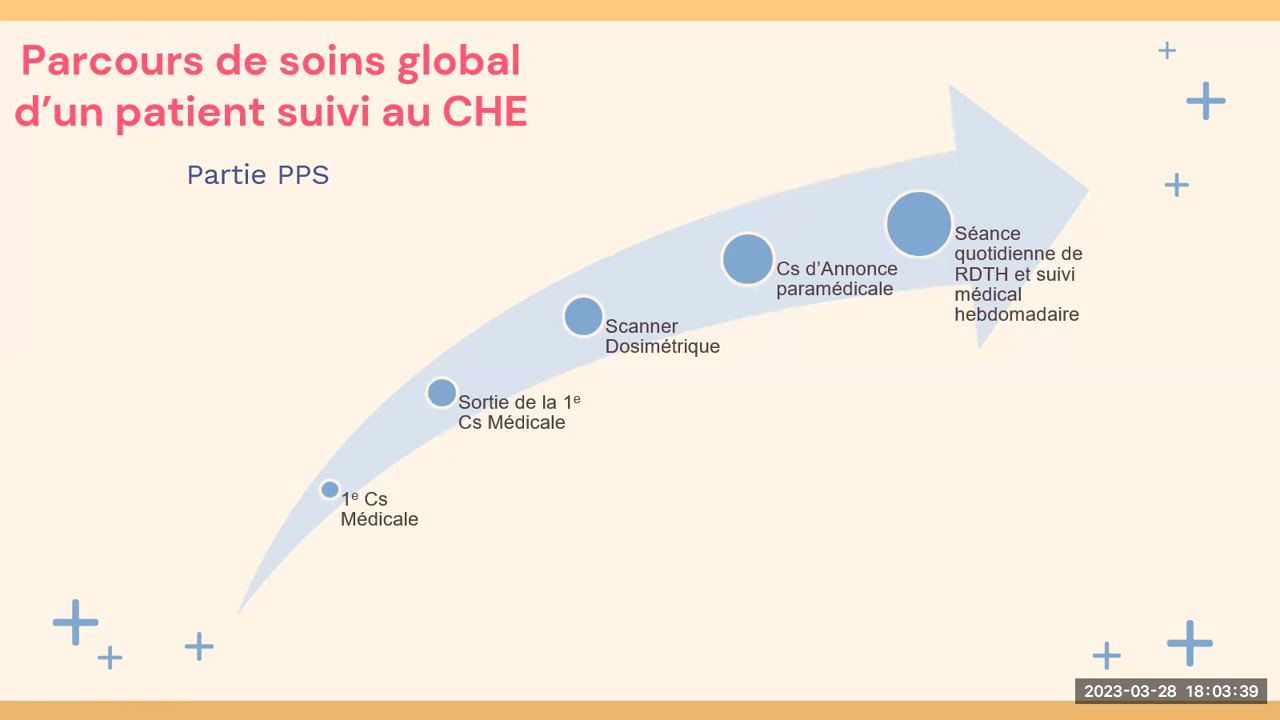 Parcours de soins global
d’un patient suivi au CHE
Partie PPS
1ᵉ Cs
Médicale
Sortie de la 1ᵉ
Cs Médicale
Scanner
Dosimétrique
Cs d’Annonce
paramédicale
Séance
quotidienne de
RDTH et suivi
médical
hebdomadaire
2023-03-28 18:03:39